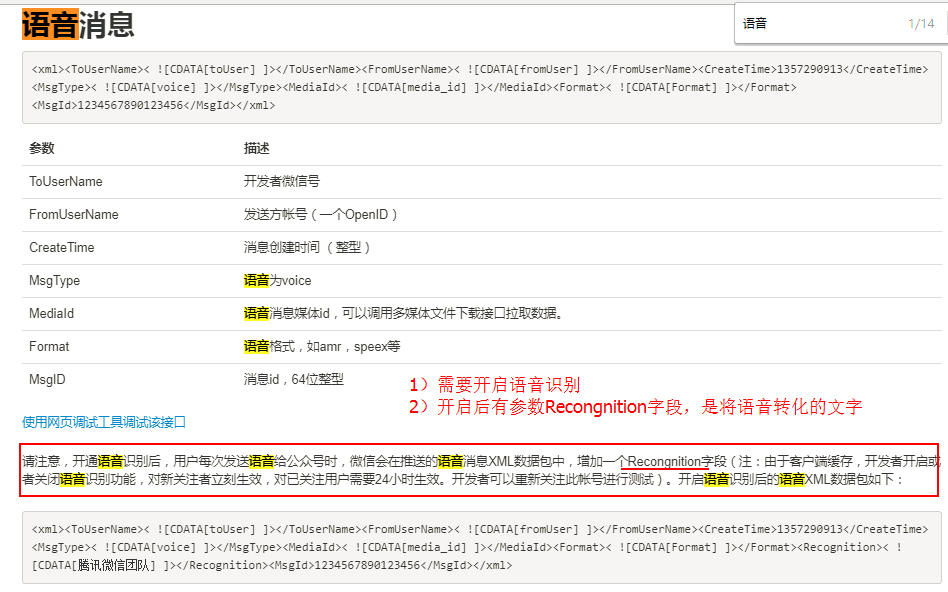 语音消息
语音
1/14
<xml><ToUserName>< ![CDATA[toUser] ]></ToUserName><FromUserName>< ![CDATA[fromUser] ]></FromUserName><CreateTime>1357290913</CreateTime>
<MsgType>< ![CDATA[voice] ]></MsgType><MediaId>< ![CDATA[media_id] ]></MediaId><Format>< ![CDATA[Format] ]></Format>
<MsgId>1234567890123456</MsgId></xml>
参数 描述
ToUserName 开发者微信号
FromUserName 发送方帐号（一个OpenID）
CreateTime 消息创建时间 （整型）
MsgType 语音为voice
MediaId 语音消息媒体id，可以调用多媒体文件下载接口拉取数据。
Format 语音格式，如amr，speex等
MsgID 消息id，64位整型
1）需要开启语音识别
2）开启后有参数Recongnition字段，是将语音转化的文字
使用网页调试工具调试该接口
请注意，开通语音识别后，用户每次发送语音给公众号时，微信会在推送的语音消息XML数据包中，增加一个Recongnition字段（注：由于客户端缓存，开发者开启或
者关闭语音识别功能，对新关注者立刻生效，对已关注用户需要24小时生效。开发者可以重新关注此帐号进行测试）。开启语音识别后的语音XML数据包如下：
<xml><ToUserName>< ![CDATA[toUser] ]></ToUserName><FromUserName>< ![CDATA[fromUser] ]></FromUserName><CreateTime>1357290913</CreateTime>
<MsgType>< ![CDATA[voice] ]></MsgType><MediaId>< ![CDATA[media_id] ]></MediaId><Format>< ![CDATA[Format] ]></Format><Recognition>< !
[CDATA[腾讯微信团队] ]></Recognition><MsgId>1234567890123456</MsgId></xml>